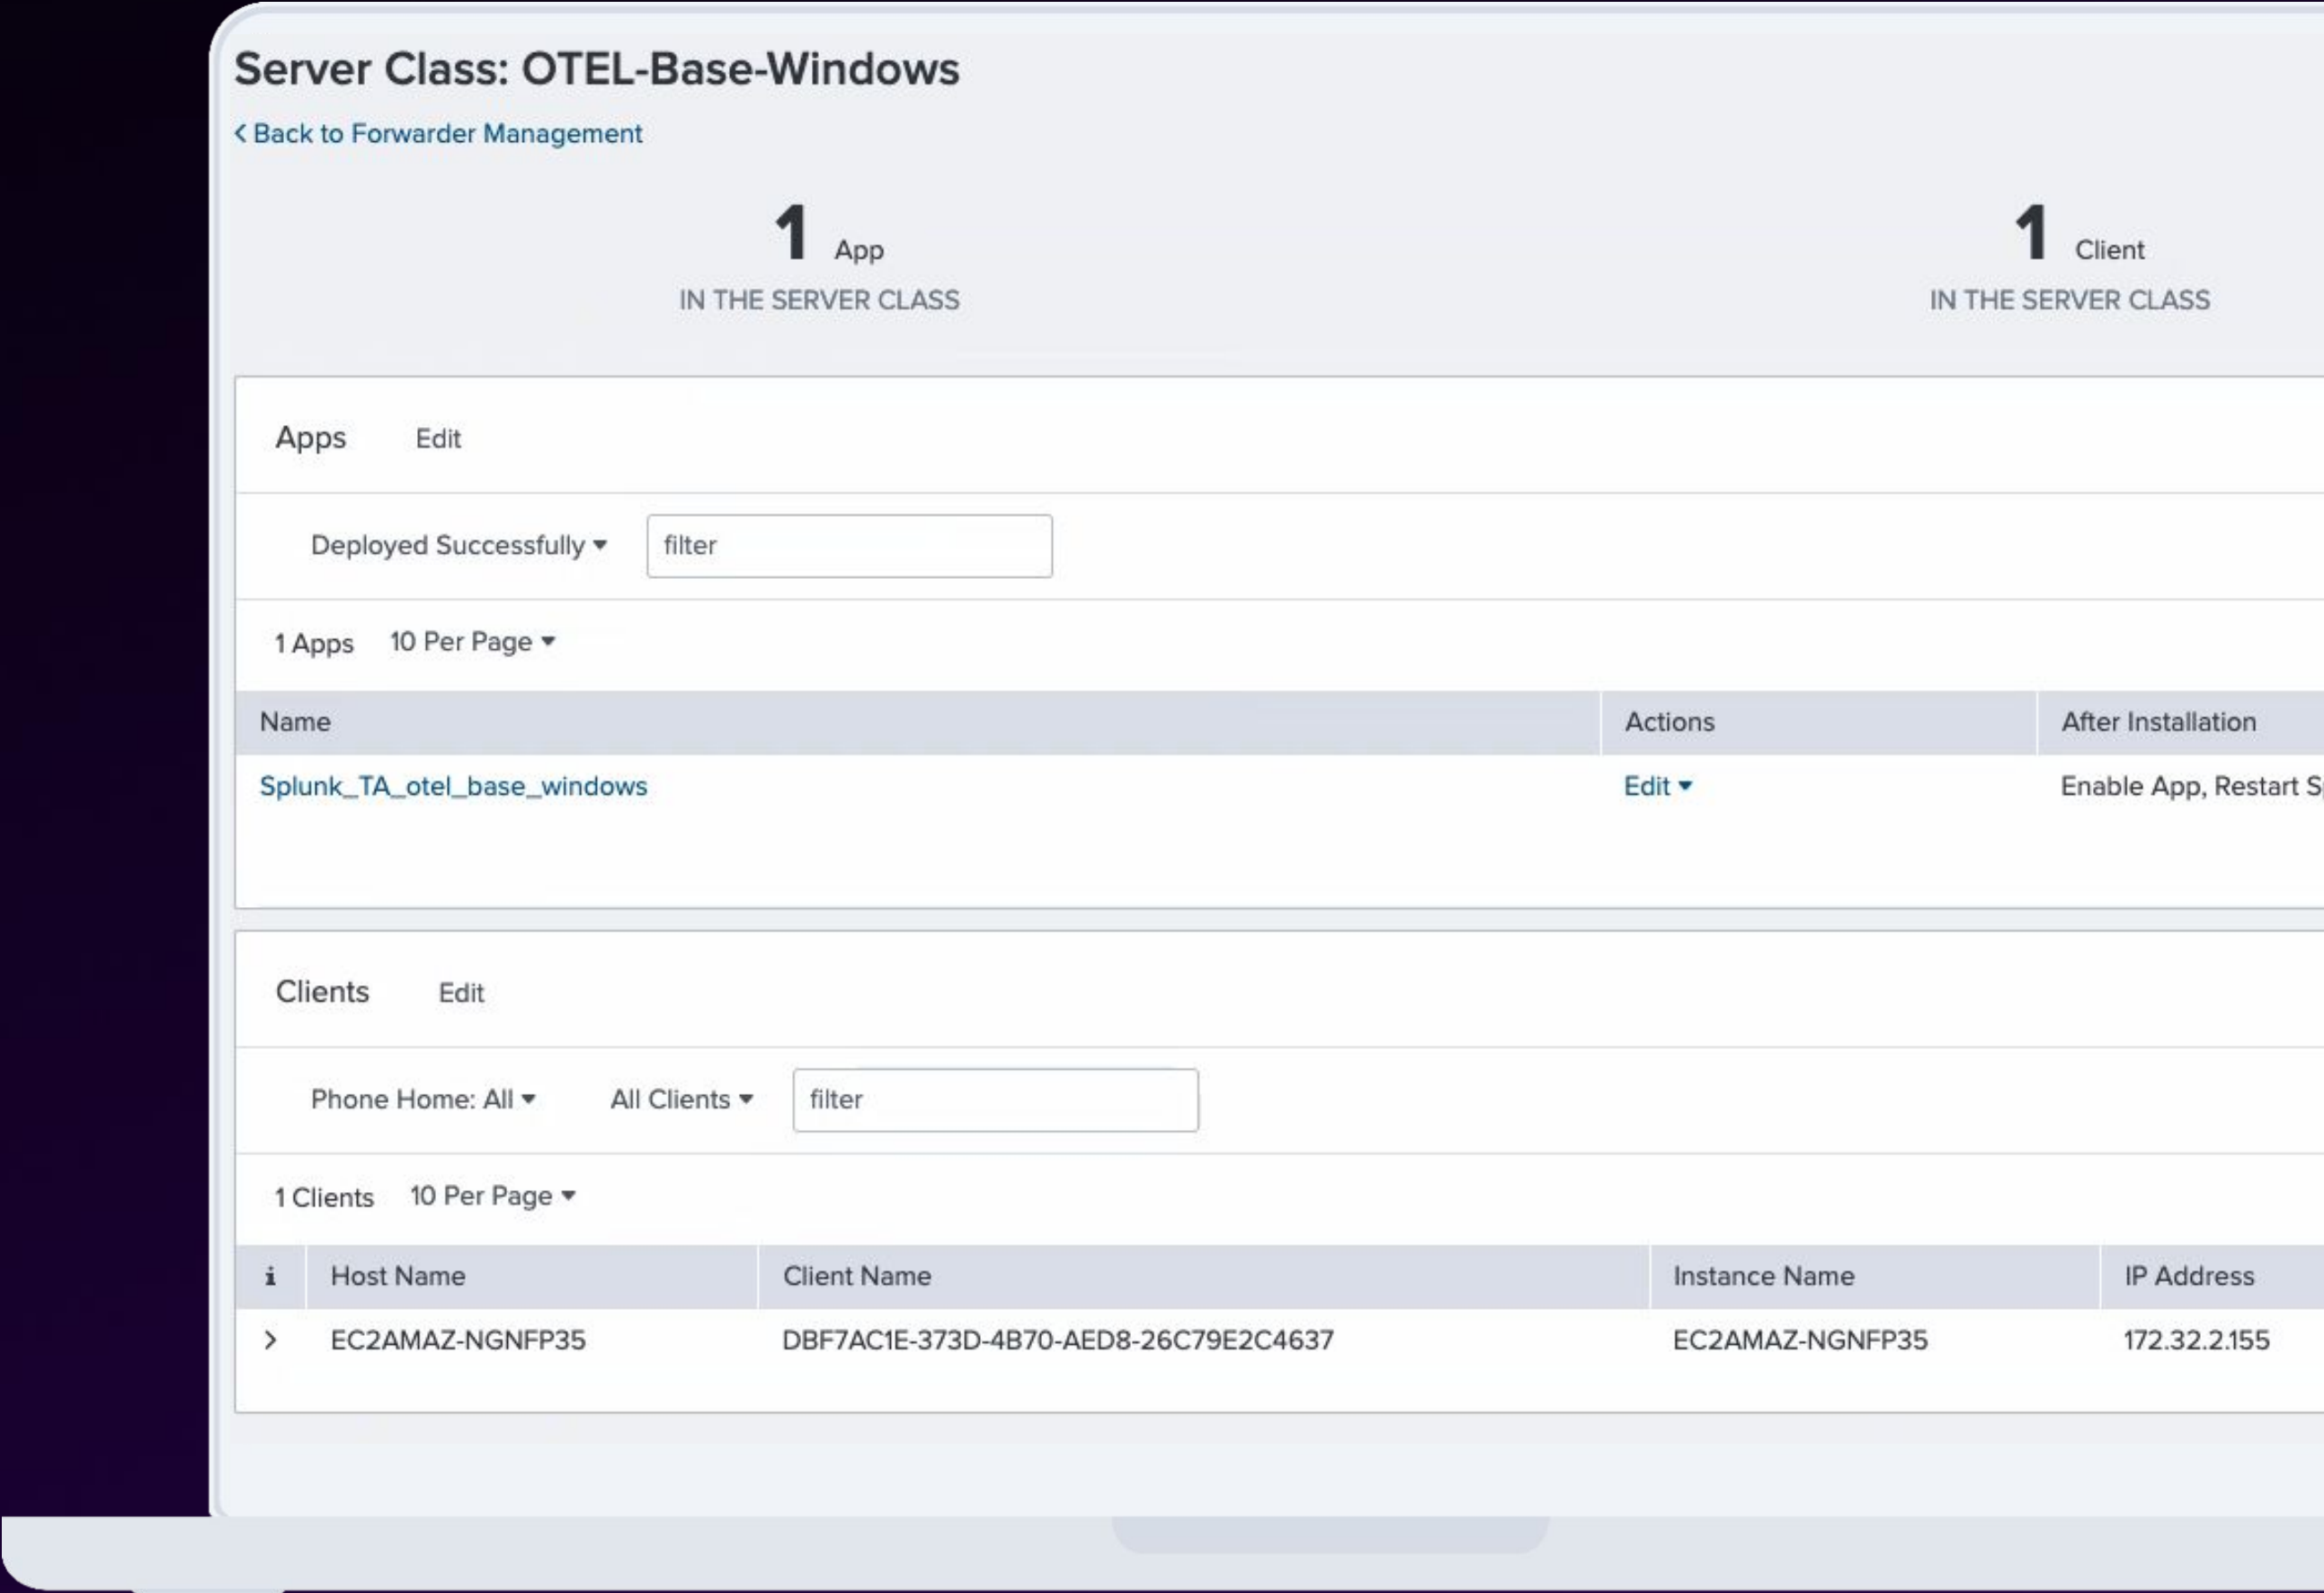 Server Class: OTEL-Base-Windows
< Back to Forwarder Management
1 App
IN THE SERVER CLASS
1 Client
IN THE SERVER CLASS
Apps Edit
Deployed Successfully filter
1 Apps 10 Per Page
Name Actions After Installation
Splunk_TA_otel_base_windows Edit Enable App, Restart
Clients Edit
Phone Home: All All Clients filter
1 Clients 10 Per Page
i Host Name Client Name Instance Name IP Address
> EC2AMAZ-NGNFP35 DBF7AC1E-373D-4B70-AED8-26C79E2C4637 EC2AMAZ-NGNFP35 172.32.2.155